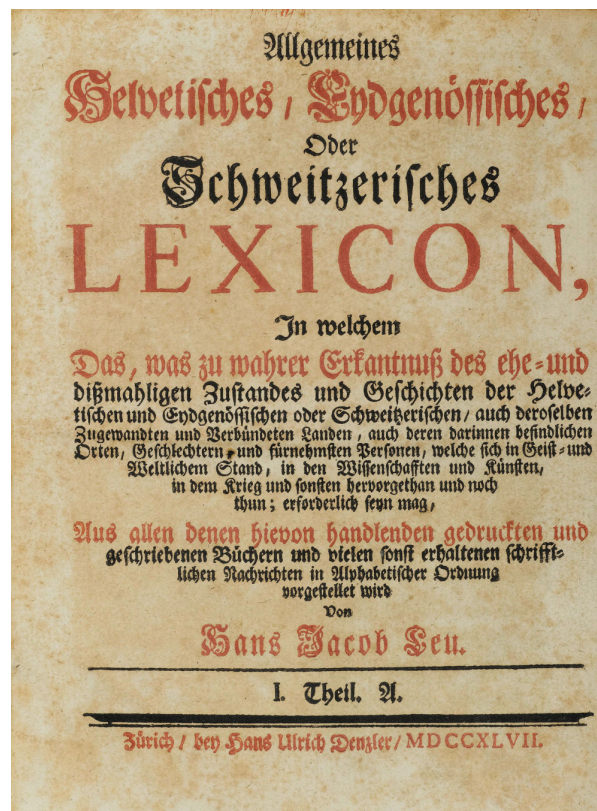 Allgemeines
Helvetisches / Eydgenössisches /
Oder
Schweitzerisches
LEXICON,
In welchem
Das, was zu wahrer Erkantnuß des ehe-und
dißmahligen Zustandes und Geschichten der Helve-
tischen und Eydgenössischen oder Schweitzerischen / auch deroselben
Zugewandten und Verbündeten Landen, auch deren darinnen befindlichen
Orten, Geschlechtern, und fürnehmsten Personen, welche sich in Geist-und
Weltlichem Stand, in den Wissenschafften und Künsten,
in dem Krieg und sonsten hervorgethan und noch
thun; erforderlich seyn mag,
Aus allen denen hievon handlenden gedruckten und
geschriebenen Büchern und vielen sonst erhaltenen schrifft-
lichen Nachrichten in Alphabetischer Ordnung
vorgestellet wird
Von
Hans Jacob Leu.
I. Theil. A.
Zürich / bey Hans Ulrich Denzler / MDCCXLVII.